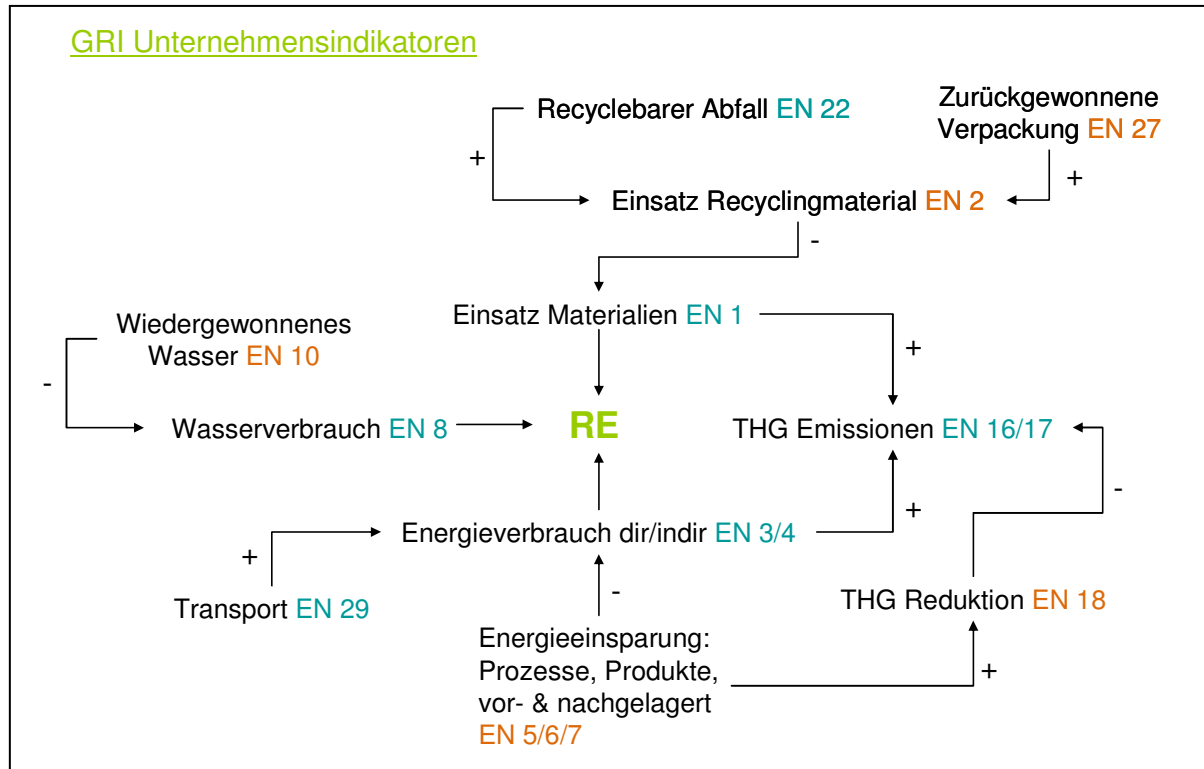 GRI Unternehmensindikatoren
Recyclebarer Abfall EN 22
Zurückgewonnene
Verpackung EN 27
+
+
Einsatz Recyclingmaterial EN 2
-
Einsatz Materialien EN 1
Wiedergewonnenes
Wasser EN 10
+
-
Wasserverbrauch EN 8
RE
THG Emissionen EN 16/17
-
+
Energieverbrauch dir/indir EN 3/4
+
-
Transport EN 29
THG Reduktion EN 18
Energieeinsparung:
Prozesse, Produkte,
vor- & nachgelagert
EN 5/6/7
+